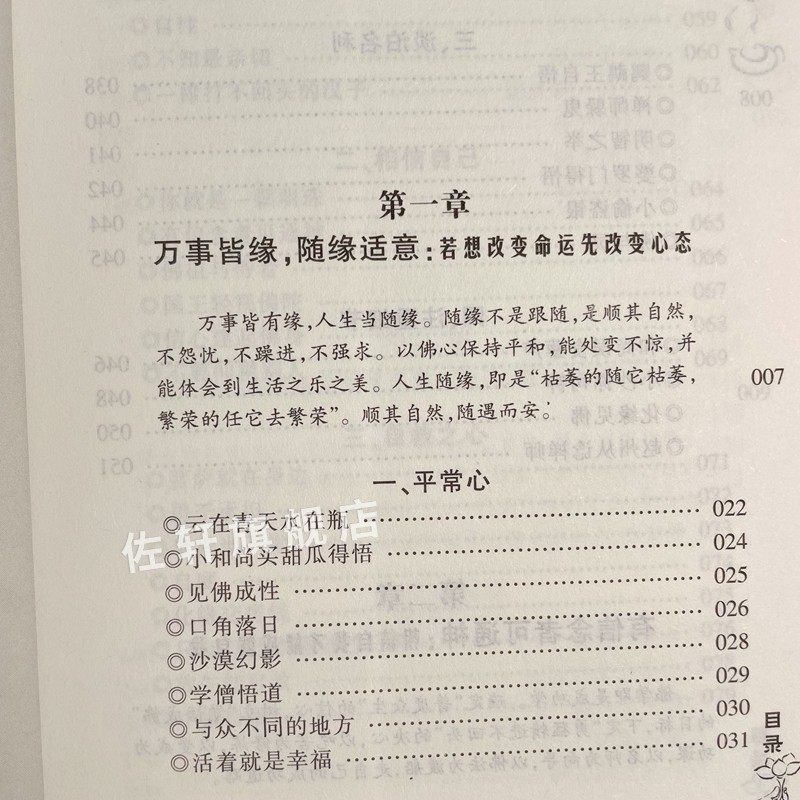 第一章
万事皆缘,随缘适意:若想改变命运先改变心态
万事皆有缘,人生当随缘。随缘不是跟随,是顺其自然,
不怨忧,不躁进,不强求。以佛心保持平和,能处变不惊,并
能体会到生活之乐之美。人生随缘,即是“枯萎的随它枯萎,
繁荣的任它去繁荣”。顺其自然,随遇而安。
007
一、平常心
◎云在青天水在瓶 022
◎小和尚买甜瓜得悟 024
◎见佛成性 025
◎口角落日 026
◎沙漠幻影 028
◎学僧悟道 029
◎与众不同的地方 030
◎活着就是幸福 031
目录
佐轩旗舰店